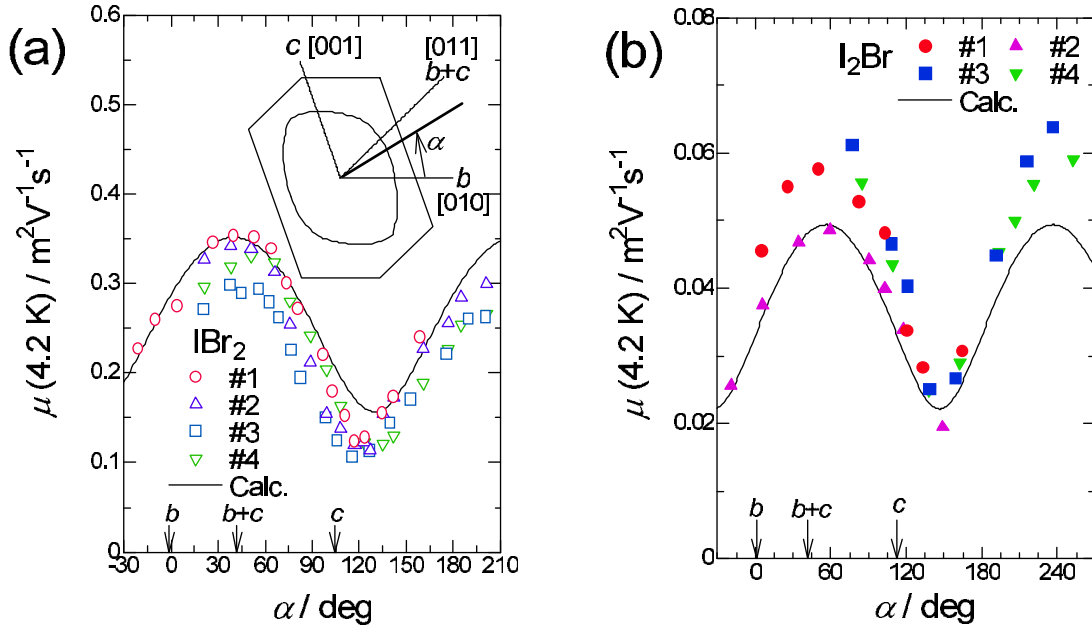 (a)
c [001]
[011]
b+c
α
b
[010]
0.6
0.5
0.4
0.3
0.2
0.1
0
μ (4.2 K) / m²V⁻¹s⁻¹
IBr₂
#1
#2
#3
#4
Calc.
b
b+c
c
-30 0 30 60 90 120 150 180 210
α / deg
(b)
I₂Br
#1 #2
#3 #4
Calc.
0.08
0.06
0.04
0.02
0
μ (4.2 K) / m²V⁻¹s⁻¹
b
b+c
c
0 60 120 180 240
α / deg